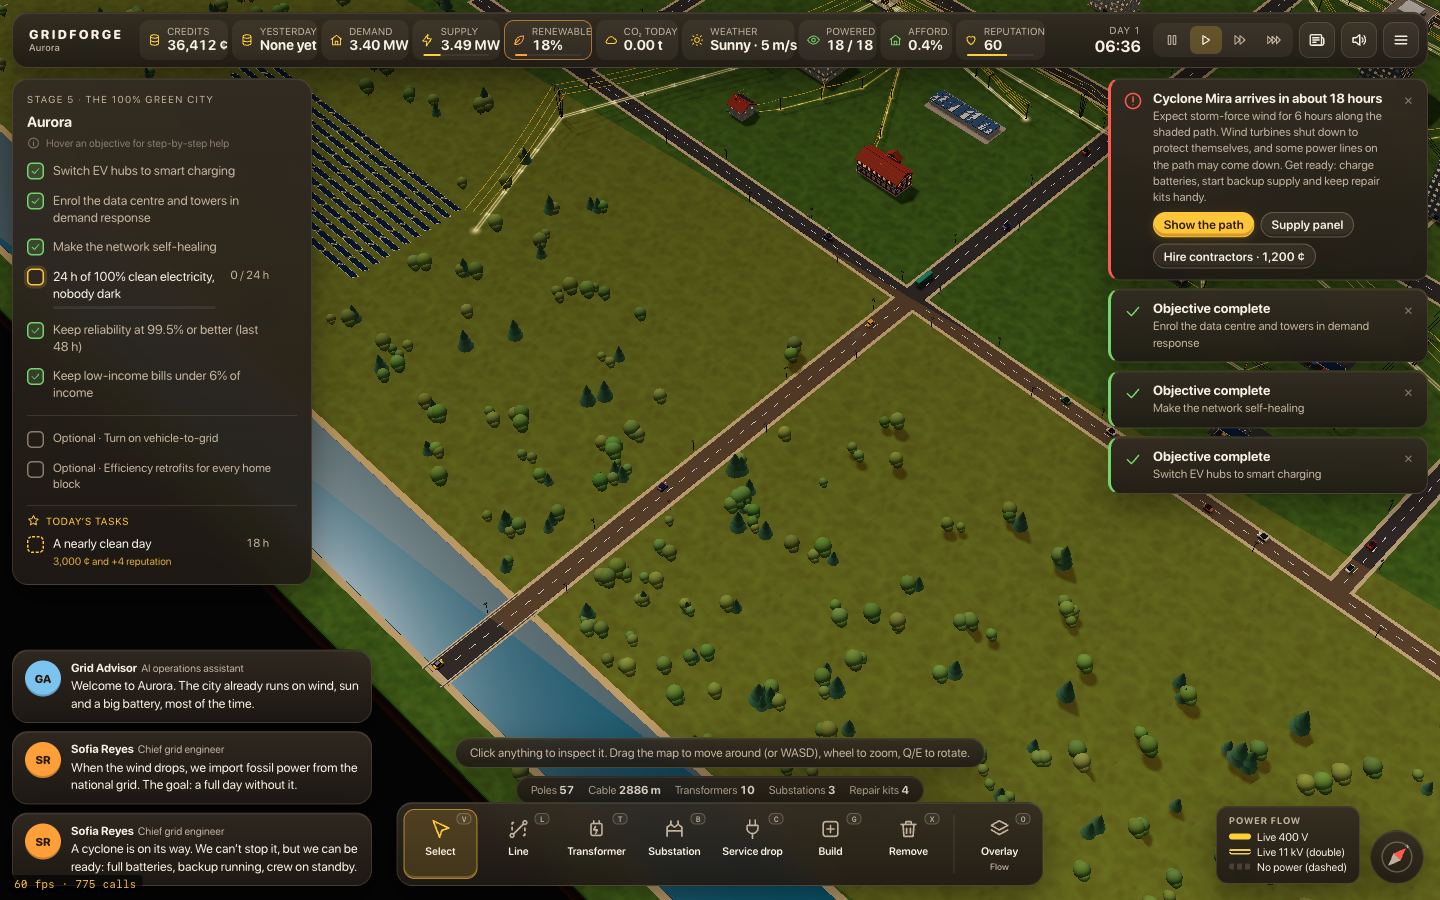 GRIDFORGE
Aurora
CREDITS
36,412 ¢
YESTERDAY
None yet
DEMAND
3.40 MW
SUPPLY
3.49 MW
RENEWABLE
18%
CO₂ TODAY
0.00 t
WEATHER
Sunny · 5 m/s
POWERED
18 / 18
AFFORD.
0.4%
REPUTATION
60
DAY 1
06:36
STAGE 5 · THE 100% GREEN CITY
Aurora
Hover an objective for step-by-step help
Switch EV hubs to smart charging
Enrol the data centre and towers in
demand response
Make the network self-healing
24 h of 100% clean electricity, 0 / 24 h
nobody dark
Keep reliability at 99.5% or better (last
48 h)
Keep low-income bills under 6% of
income
Optional · Turn on vehicle-to-grid
Optional · Efficiency retrofits for every home
block
TODAY'S TASKS
A nearly clean day 18 h
3,000 ¢ and +4 reputation
Cyclone Mira arrives in about 18 hours
Expect storm-force wind for 6 hours along the
shaded path. Wind turbines shut down to
protect themselves, and some power lines on
the path may come down. Get ready: charge
batteries, start backup supply and keep repair
kits handy.
Show the path
Supply panel
Hire contractors · 1,200 ¢
Objective complete
Enrol the data centre and towers in demand
response
Objective complete
Make the network self-healing
Objective complete
Switch EV hubs to smart charging
GA
Grid Advisor AI operations assistant
Welcome to Aurora. The city already runs on wind, sun
and a big battery, most of the time.
SR
Sofia Reyes Chief grid engineer
When the wind drops, we import fossil power from the
national grid. The goal: a full day without it.
SR
Sofia Reyes Chief grid engineer
A cyclone is on its way. We can't stop it, but we can be
ready: full batteries, backup running, crew on standby.
60 fps · 775 calls
Click anything to inspect it. Drag the map to move around (or WASD), wheel to zoom, Q/E to rotate.
Poles 57 Cable 2886 m Transformers 10 Substations 3 Repair kits 4
V
Select
L
Line
T
Transformer
B
Substation
C
Service drop
G
Build
X
Remove
O
Overlay
Flow
POWER FLOW
Live 400 V
Live 11 kV (double)
No power (dashed)